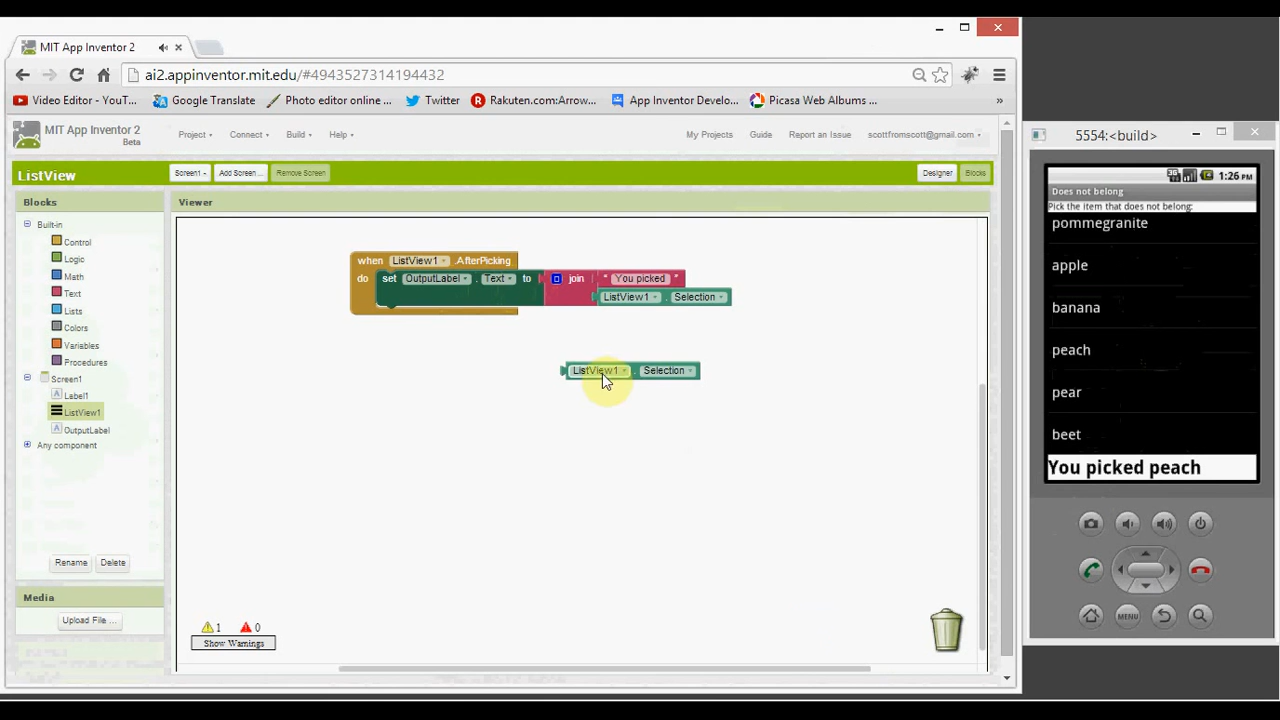 MIT App Inventor 2
ai2.appinventor.mit.edu/#4943527314194432
Video Editor - YouT...
Google Translate
Photo editor online ...
Twitter
Rakuten.com:Arrow...
App Inventor Develo...
Picasa Web Albums ...
»
MIT App Inventor 2
Beta
Project
Connect
Build
Help
My Projects
Guide
Report an Issue
scottfromscott@gmail.com
ListView
Screen1
Add Screen ...
Remove Screen
Designer
Blocks
Blocks
Viewer
Built-in
Control
Logic
Math
Text
Lists
Colors
Variables
Procedures
Screen1
Label1
ListView1
OutputLabel
Any component
Rename
Delete
Media
Upload File ...
when ListView1 .AfterPicking
do set OutputLabel . Text to join " You picked "
ListView1 . Selection
ListView1 . Selection
1 0
Show Warnings
5554:<build>
3G 1:26 PM
Does not belong
Pick the item that does not belong:
pommegranite
apple
banana
peach
pear
beet
You picked peach
MENU